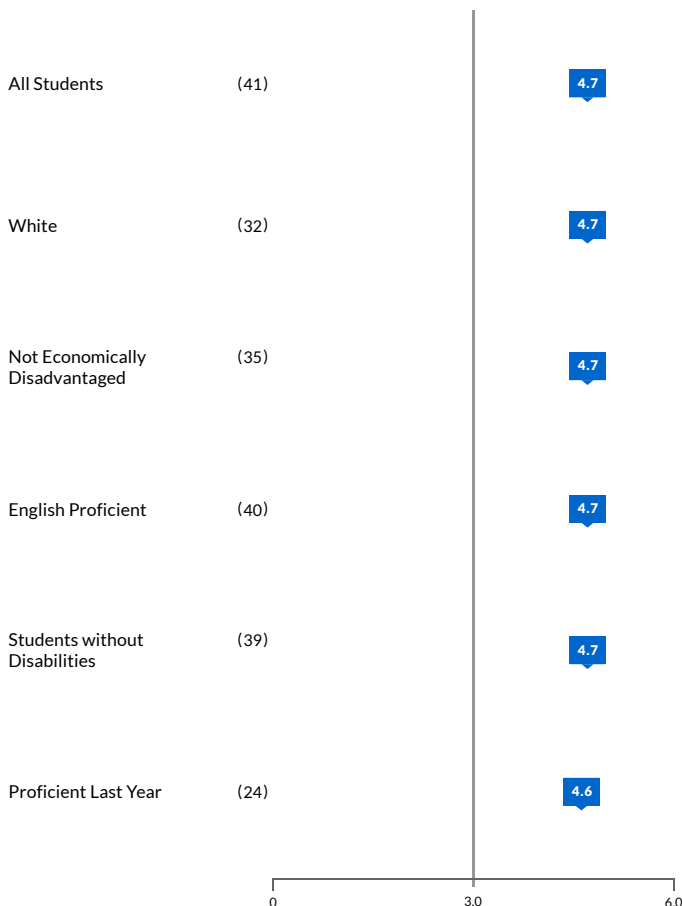 All Students (41) 4.7
White (32) 4.7
Not Economically (35) 4.7
Disadvantaged
English Proficient (40) 4.7
Students without (39) 4.7
Disabilities
Proficient Last Year (24) 4.6
0 3.0 6.0